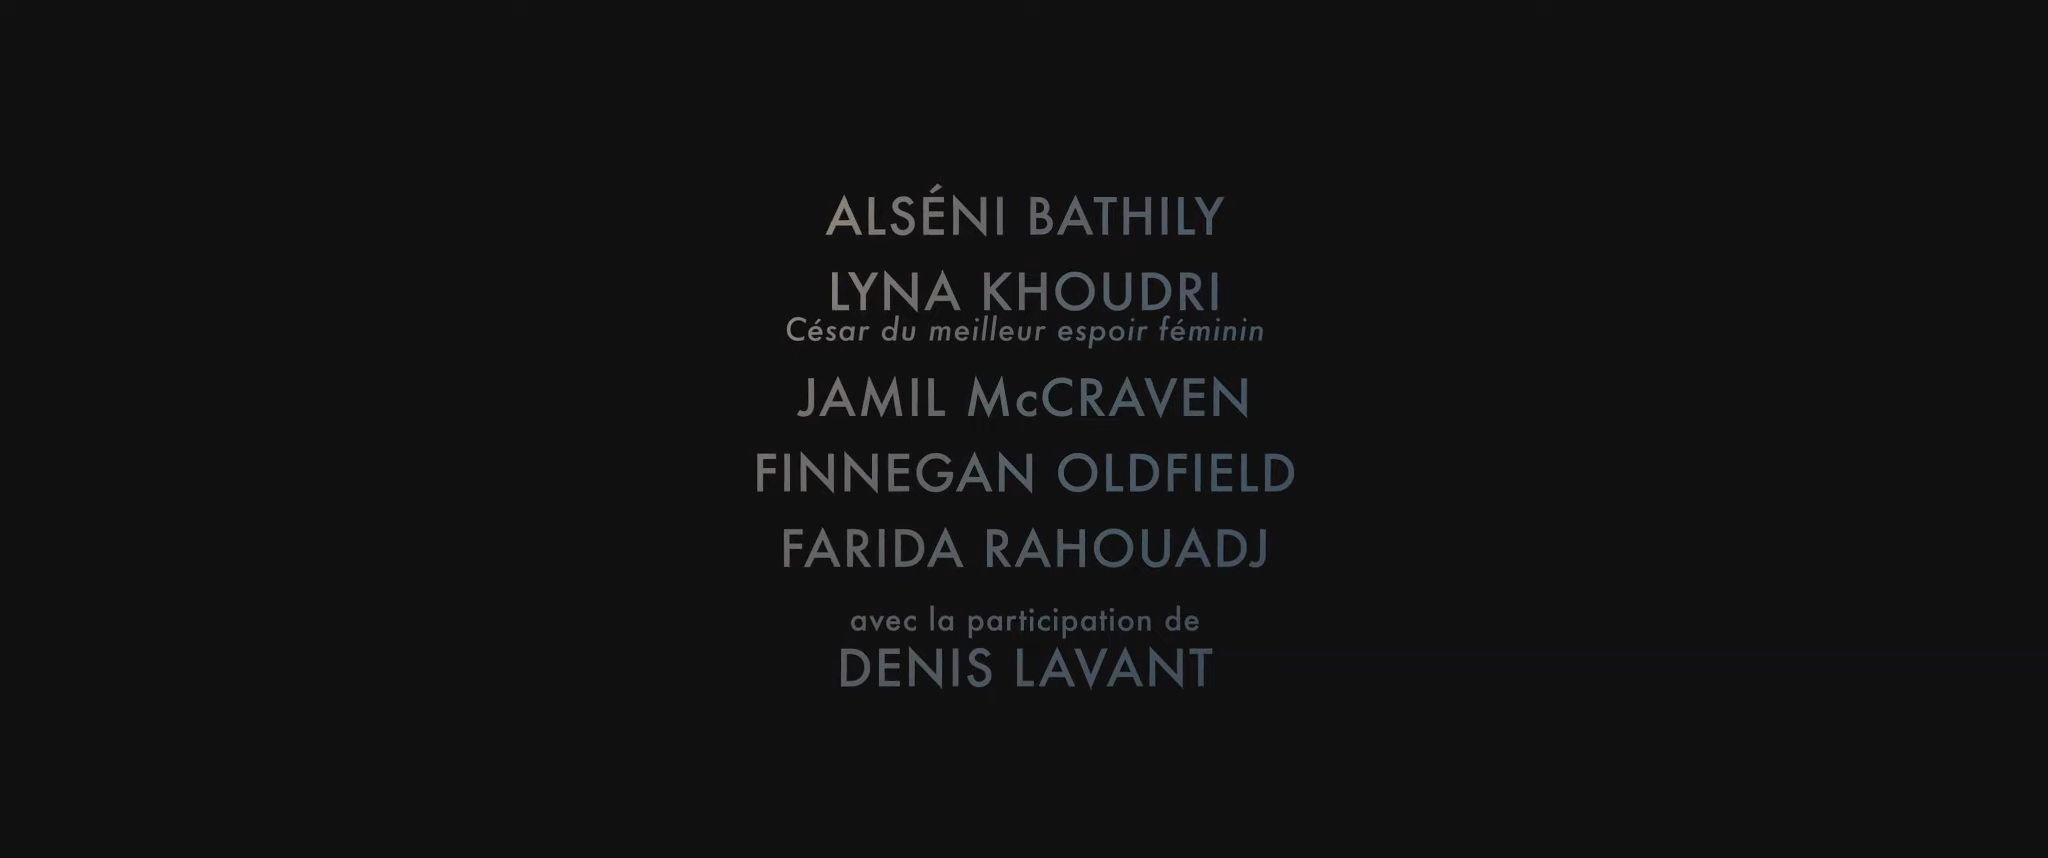 ALSÉNI BATHILY
LYNA KHOUDRI
César du meilleur espoir féminin
JAMIL McCRAVEN
FINNEGAN OLDFIELD
FARIDA RAHOUADJ
avec la participation de
DENIS LAVANT